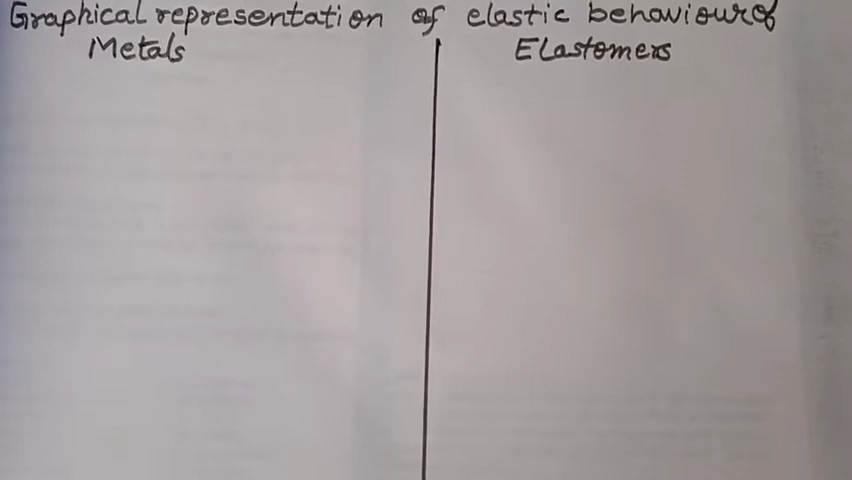 Graphical representation of elastic behaviour of
Metals
Elastomers